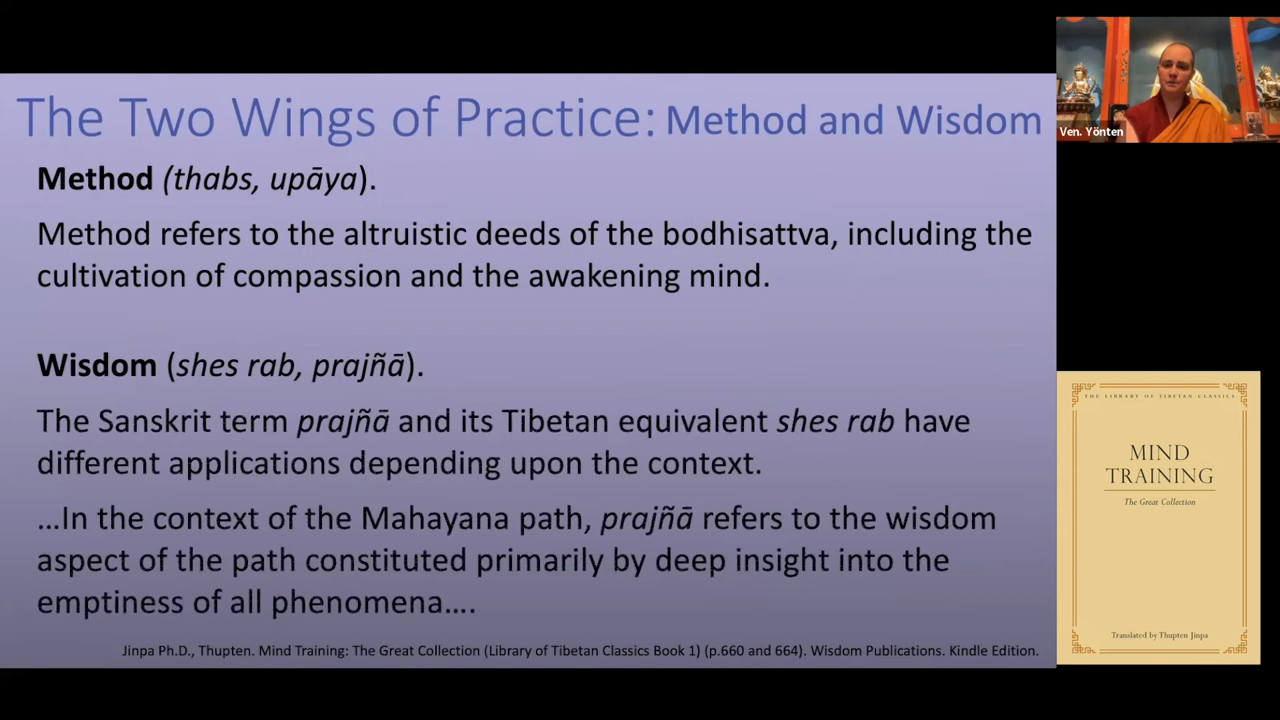 The Two Wings of Practice: Method and Wisdom
Method (thabs, upāya).
Method refers to the altruistic deeds of the bodhisattva, including the
cultivation of compassion and the awakening mind.
Wisdom (shes rab, prajñā).
The Sanskrit term prajñā and its Tibetan equivalent shes rab have
different applications depending upon the context.
…In the context of the Mahayana path, prajñā refers to the wisdom
aspect of the path constituted primarily by deep insight into the
emptiness of all phenomena….
Jinpa Ph.D., Thupten. Mind Training: The Great Collection (Library of Tibetan Classics Book 1) (p.660 and 664). Wisdom Publications. Kindle Edition.
Ven. Yönten
THE LIBRARY OF TIBETAN CLASSICS
MIND
TRAINING
The Great Collection
Translated by Thupten Jinpa